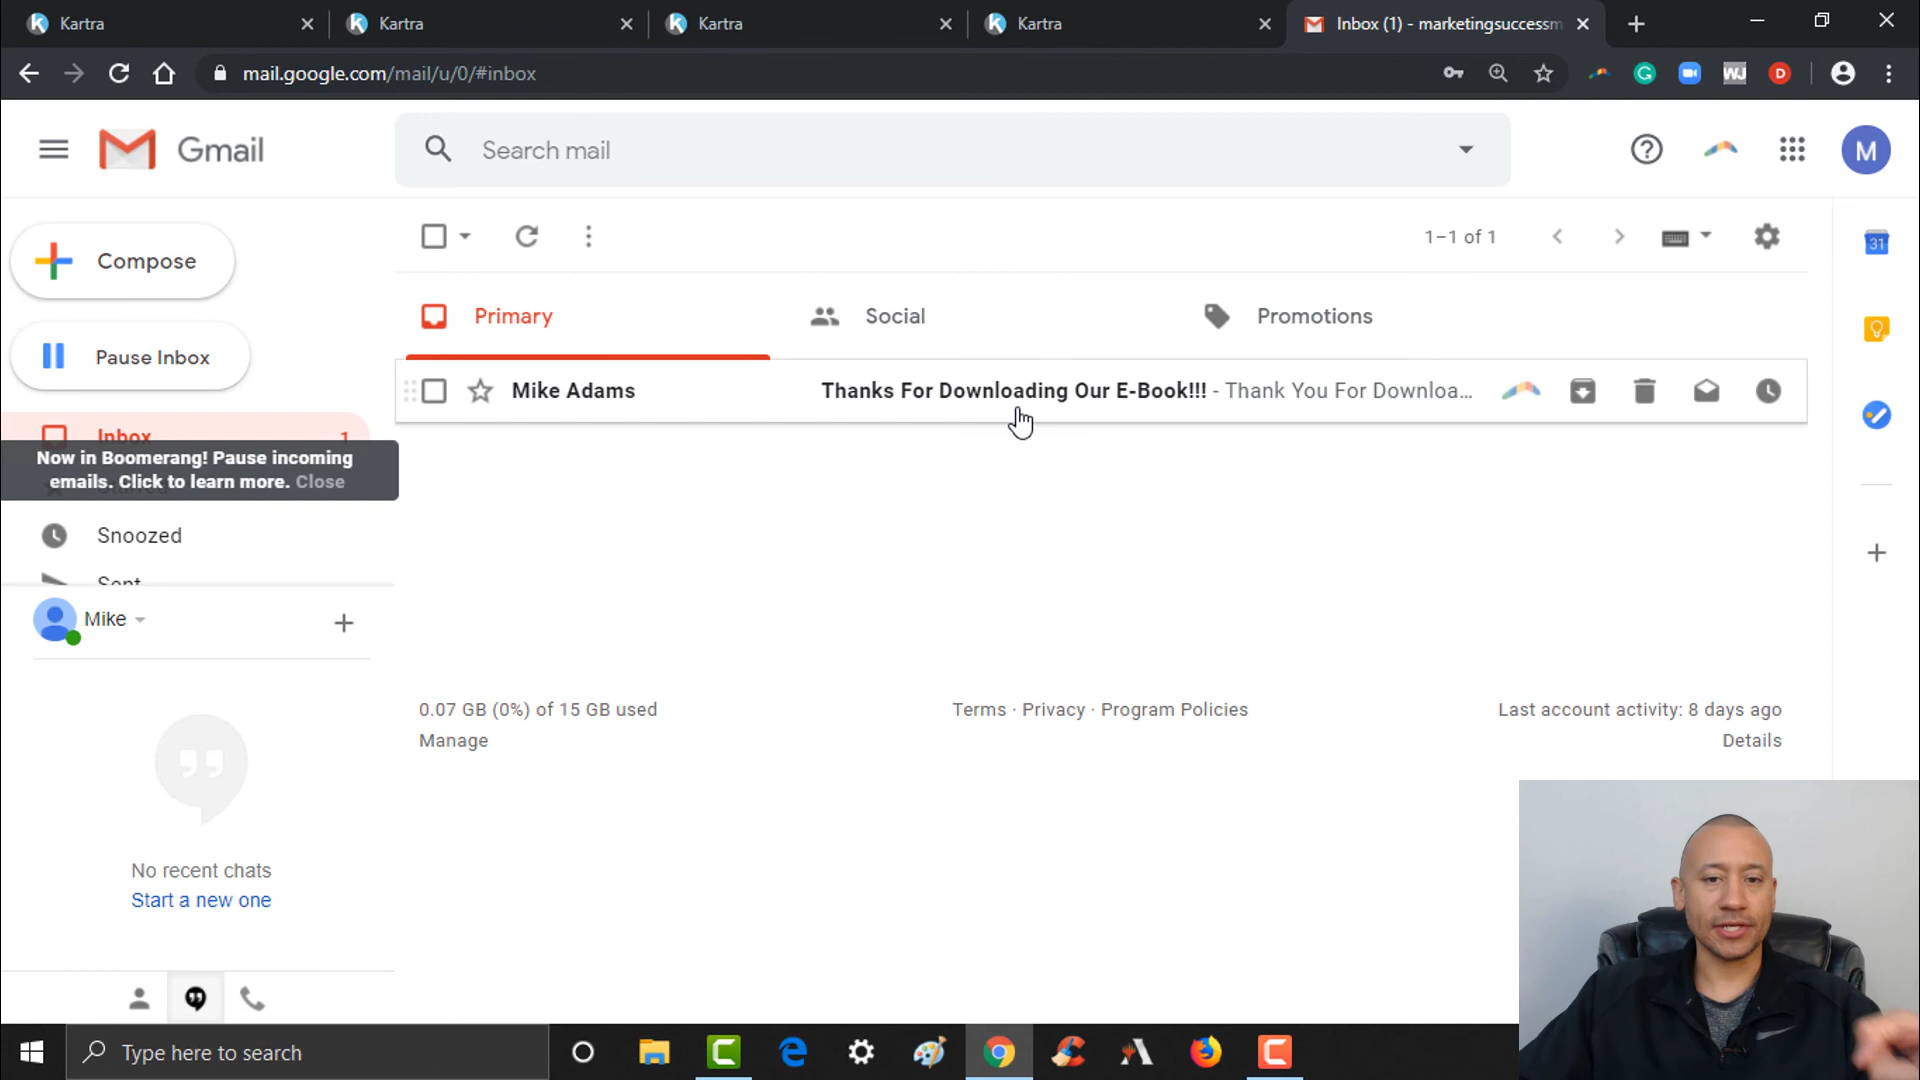 Kartra
Kartra
Kartra
Kartra
Inbox (1) - marketingsuccessm
mail.google.com/mail/u/0/#inbox
Gmail
Search mail
M
Compose
1–1 of 1
31
Primary
Social
Promotions
Pause Inbox
Mike Adams
Thanks For Downloading Our E-Book!!! - Thank You For Downloa...
Inbox
1
Now in Boomerang! Pause incoming
emails. Click to learn more. Close
Snoozed
Sent
Mike
0.07 GB (0%) of 15 GB used
Manage
Terms · Privacy · Program Policies
Last account activity: 8 days ago
Details
No recent chats
Start a new one
Type here to search